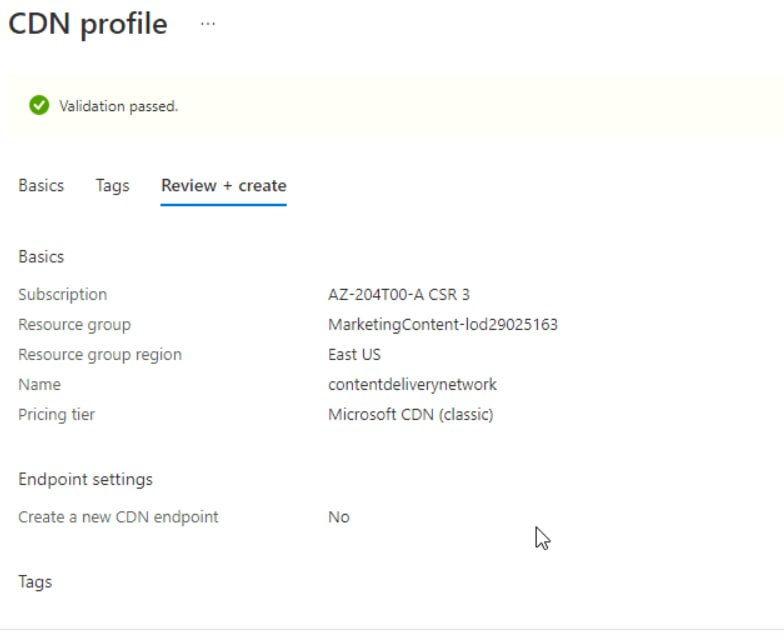 CDN profile ...
Validation passed.
Basics Tags Review + create
Basics
Subscription AZ-204T00-A CSR 3
Resource group MarketingContent-lod29025163
Resource group region East US
Name contentdeliverynetwork
Pricing tier Microsoft CDN (classic)
Endpoint settings
Create a new CDN endpoint No
Tags